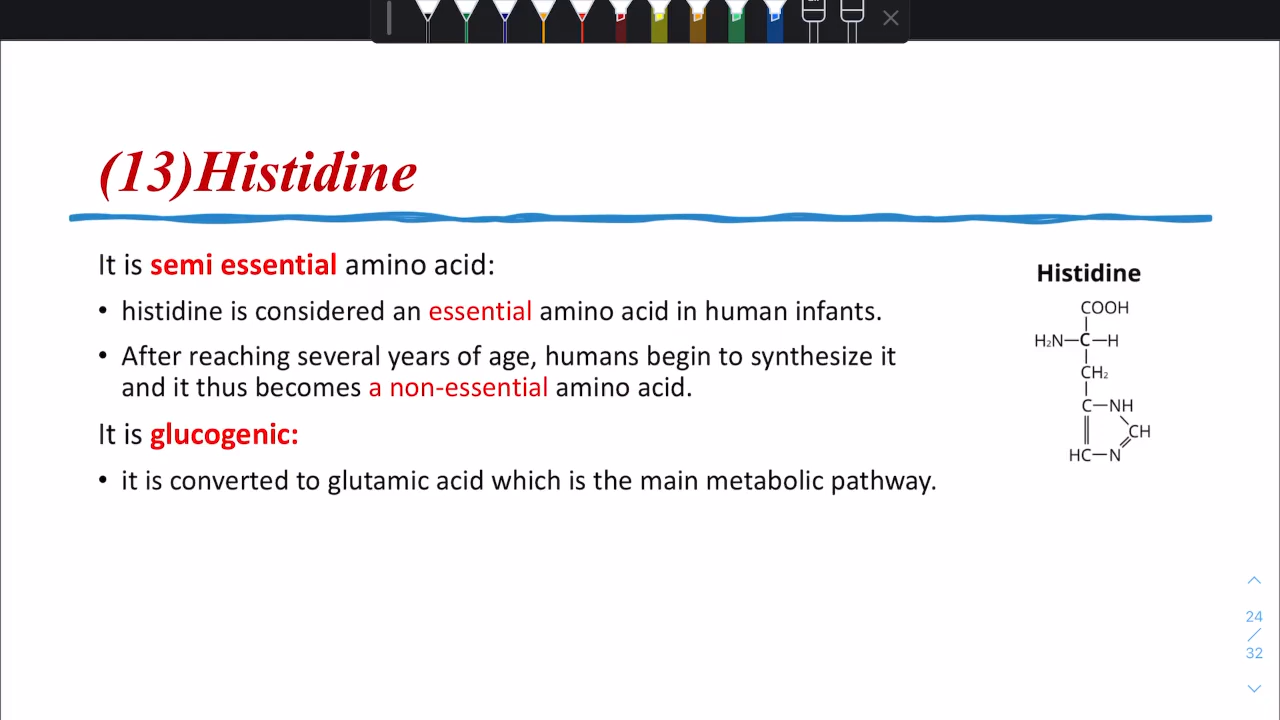 (13)Histidine
It is semi essential amino acid:
• histidine is considered an essential amino acid in human infants.
• After reaching several years of age, humans begin to synthesize it
and it thus becomes a non-essential amino acid.
It is glucogenic:
• it is converted to glutamic acid which is the main metabolic pathway.
Histidine
COOH
H₂N—C—H
CH₂
C—NH
CH
HC—N
24
/
32